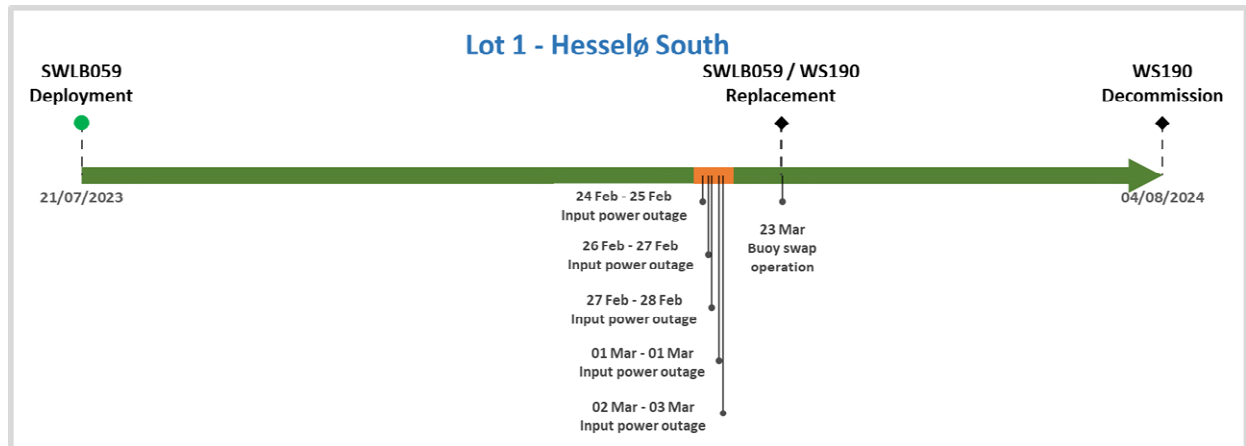 Lot 1 - Hesselø South
SWLB059
Deployment
SWLB059 / WS190
Replacement
WS190
Decommission
21/07/2023
04/08/2024
24 Feb - 25 Feb
Input power outage
23 Mar
Buoy swap
operation
26 Feb - 27 Feb
Input power outage
27 Feb - 28 Feb
Input power outage
01 Mar - 01 Mar
Input power outage
02 Mar - 03 Mar
Input power outage